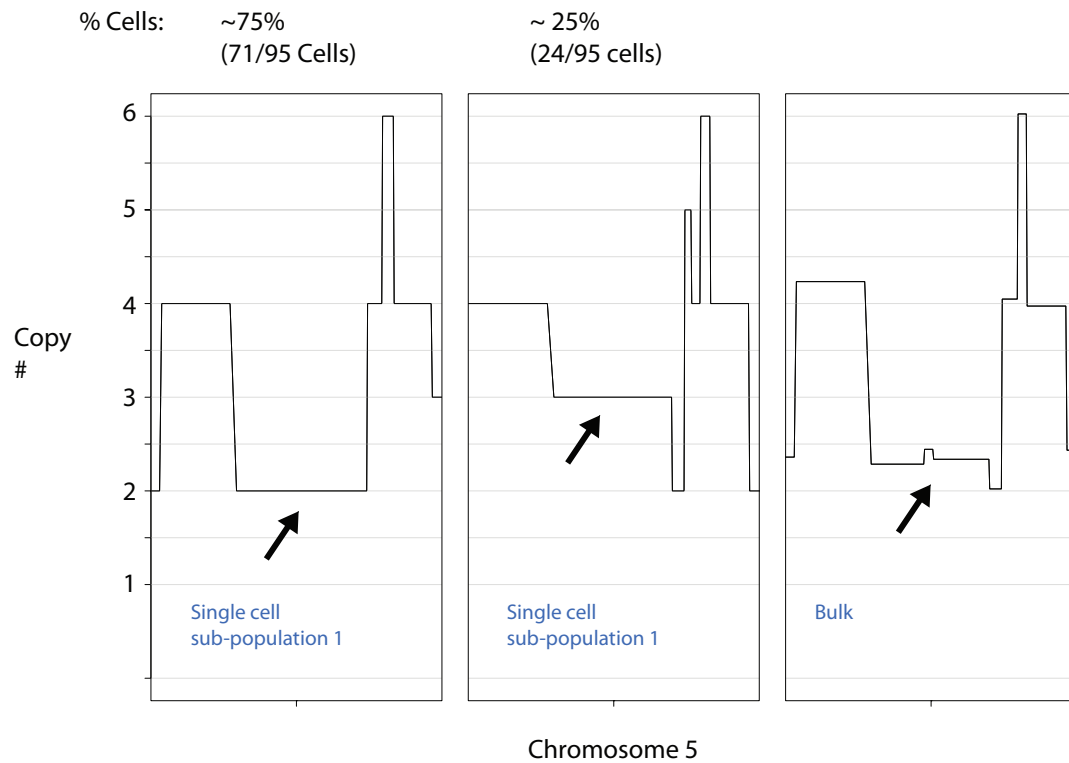 % Cells: ~75% ~ 25%
(71/95 Cells) (24/95 cells)
6
5
4
3
2
1
Copy
#
Single cell
sub-population 1
Single cell
sub-population 1
Bulk
Chromosome 5